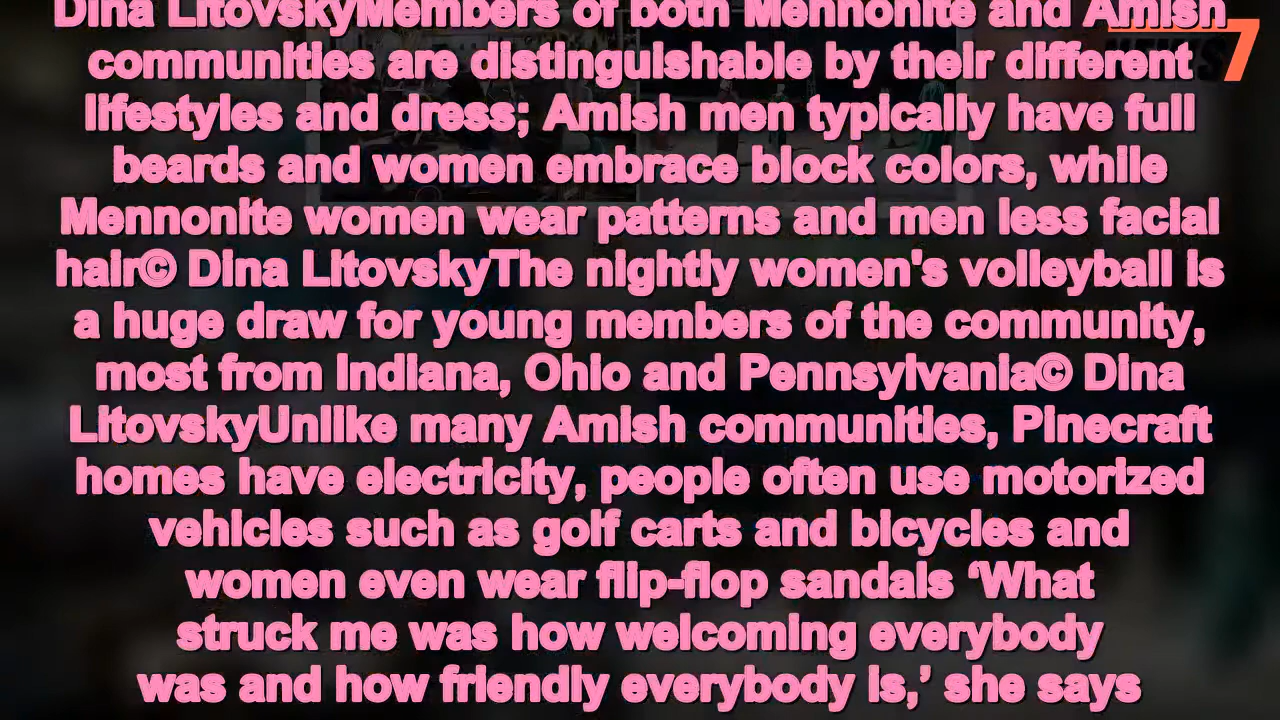 Dina LitovskyMembers of both Mennonite and Amish
communities are distinguishable by their different
lifestyles and dress; Amish men typically have full
beards and women embrace block colors, while
Mennonite women wear patterns and men less facial
hair© Dina LitovskyThe nightly women's volleyball is
a huge draw for young members of the community,
most from Indiana, Ohio and Pennsylvania© Dina
LitovskyUnlike many Amish communities, Pinecraft
homes have electricity, people often use motorized
vehicles such as golf carts and bicycles and
women even wear flip-flop sandals ‘What
struck me was how welcoming everybody
was and how friendly everybody is,’ she says
NEWS 7